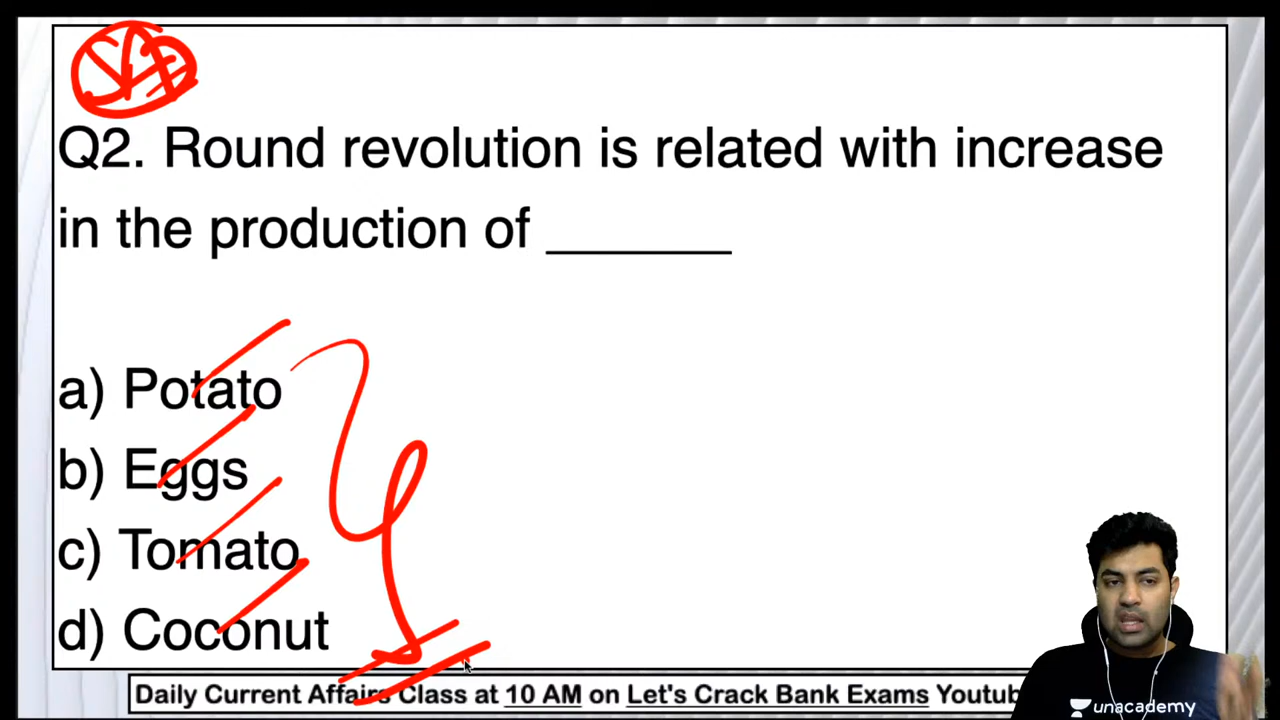 Q2. Round revolution is related with increase
in the production of _______
a) Potato
b) Eggs
c) Tomato
d) Coconut
Daily Current Affairs Class at 10 AM on Let's Crack Bank Exams Youtub
unacademy